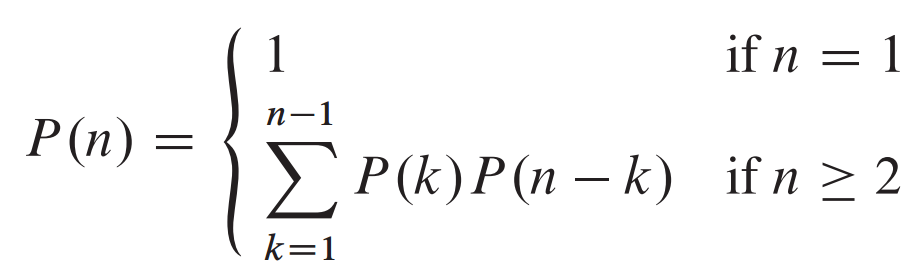 P(n) = { 1 if n = 1
n−1
∑ P(k)P(n − k) if n ≥ 2
k=1